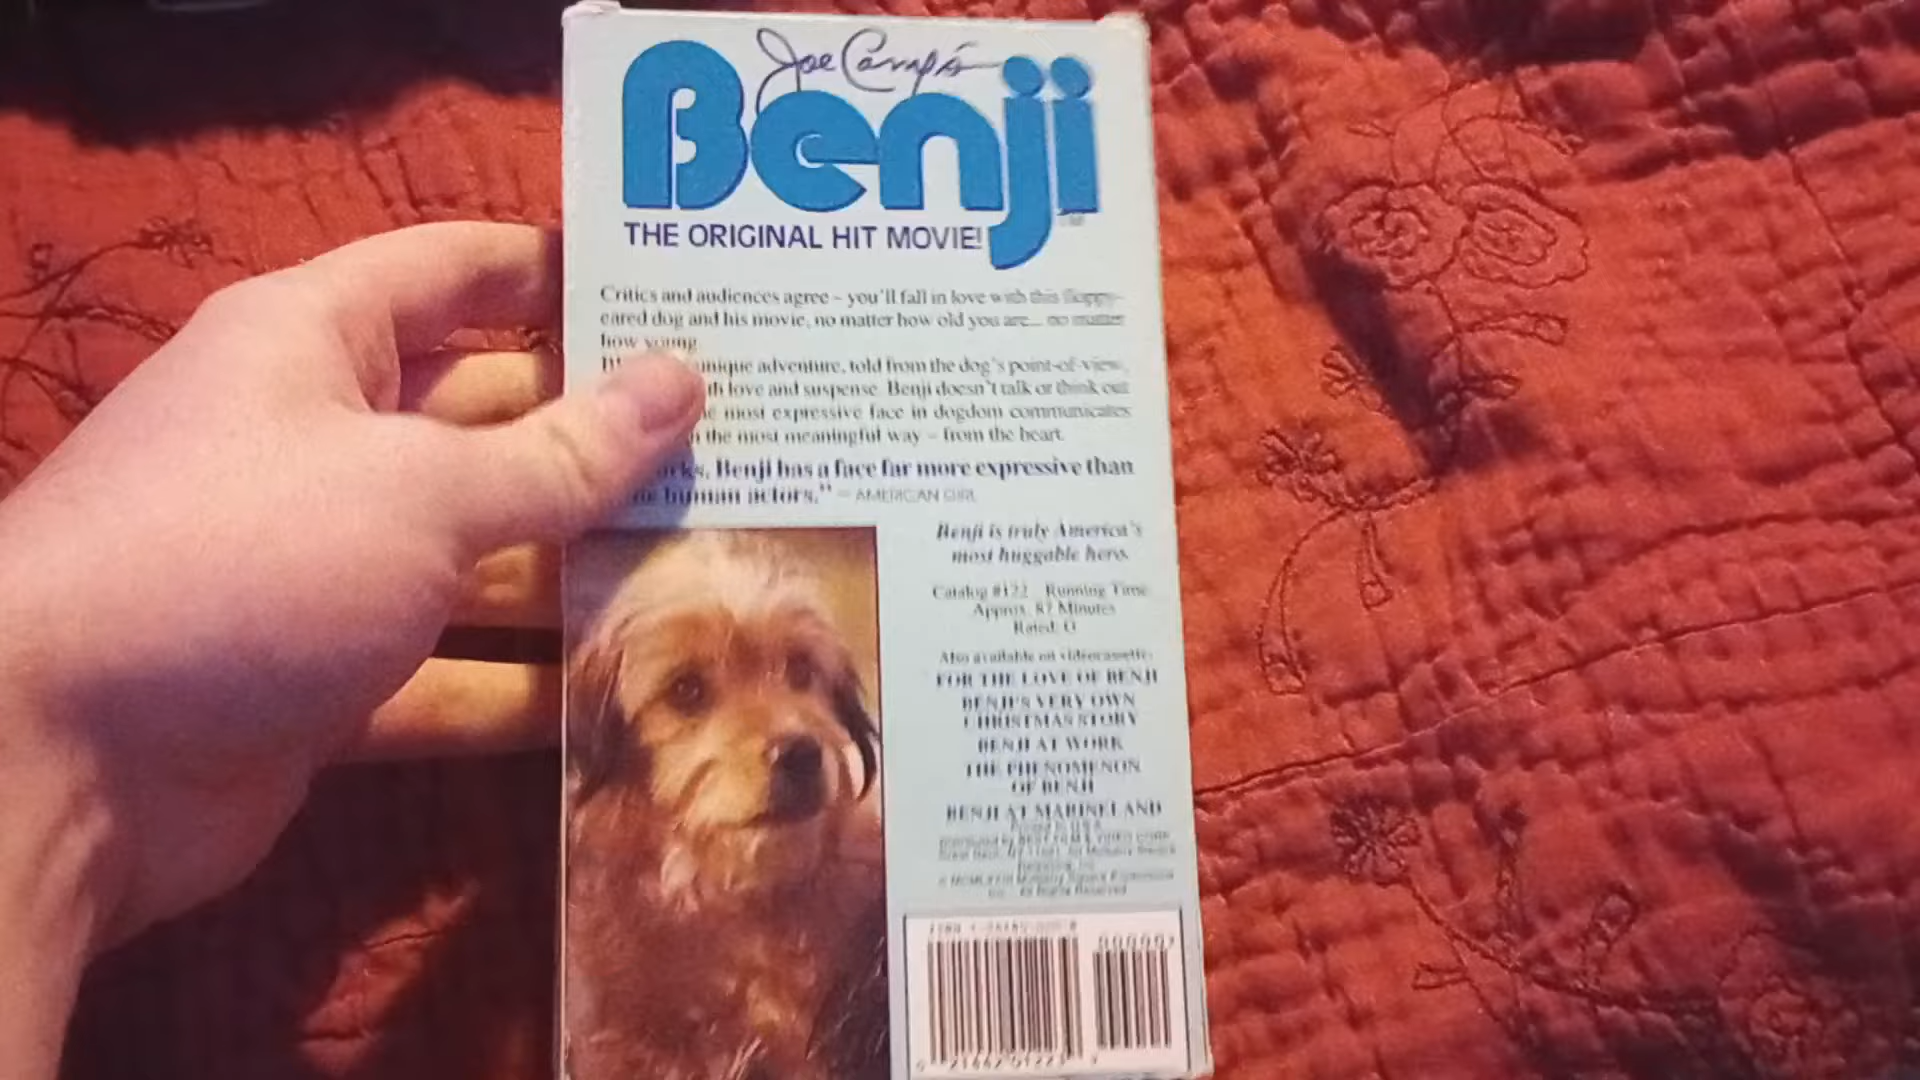 Joe Camp's
Benji
THE ORIGINAL HIT MOVIE!
Critics and audiences agree – you'll fall in love with this floppy-
eared dog and his movie, no matter how old you are... no matter
how young.
unique adventure, told from the dog's point-of-view,
love and suspense. Benji doesn't talk or think out
most expressive face in dogdom communicates
the most meaningful way – from the heart.
Benji has a face far more expressive than
human actors." – AMERICAN GIRL
Benji is truly America's
most huggable hero.
Catalog #122 Running Time
Approx. 87 Minutes
Rated: G
Also available on videocassette:
FOR THE LOVE OF BENJI
BENJI'S VERY OWN
CHRISTMAS STORY
BENJI AT WORK
THE PHENOMENON
OF BENJI
BENJI AT MARINELAND
Printed in U.S.A.
All Rights Reserved